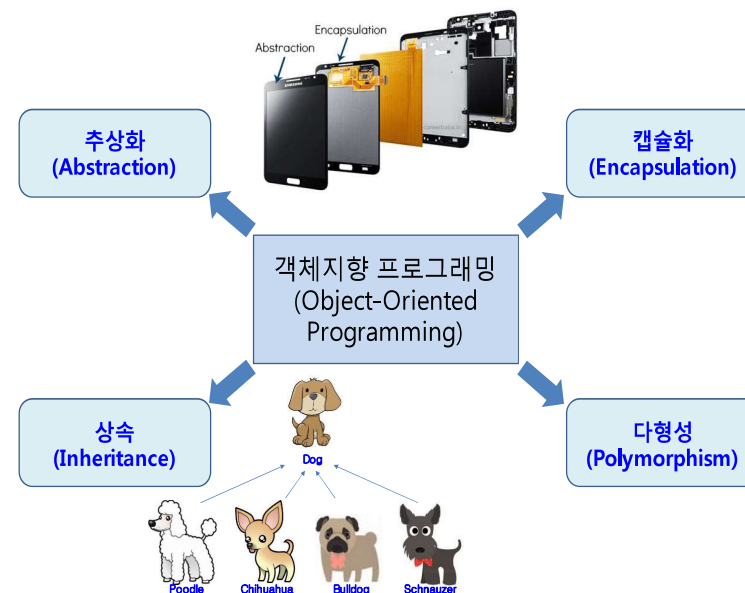 Encapsulation
Abstraction
SAMSUNG
추상화
(Abstraction)
캡슐화
(Encapsulation)
객체지향 프로그래밍
(Object-Oriented
Programming)
상속
(Inheritance)
다형성
(Polymorphism)
Dog
Poodle
Chihuahua
Bulldog
Schnauzer